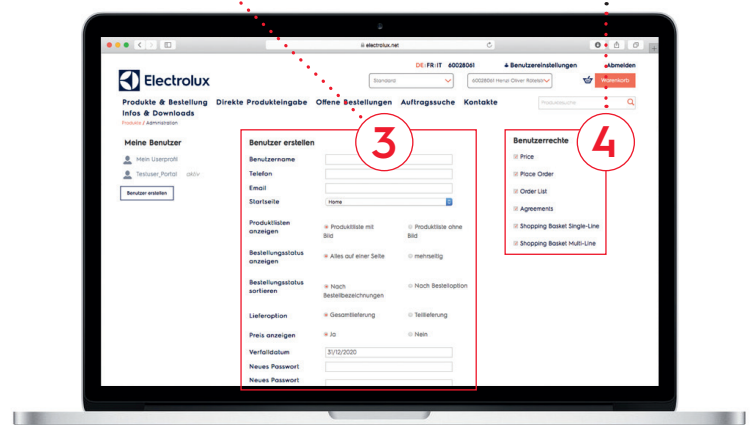 electrolux.net
DE FR IT 60028061 Benutzereinstellungen Abmelden
Electrolux
Standard
60028061 Henzi Oliver Rotelstr
Warenkorb
Produkte & Bestellung Direkte Produkteingabe Offene Bestellungen Auftragssuche Kontakte
Produktsuche
Infos & Downloads
Produkte / Administration
Meine Benutzer
Mein Userprofil
Testuser_Portal aktiv
Benutzer erstellen
Benutzer erstellen
3
Benutzername
Telefon
Email
Startseite Home
Produktlisten anzeigen
Produktliste mit Bild
Produktliste ohne Bild
Bestellungsstatus anzeigen
Alles auf einer Seite
mehrseitig
Bestellungsstatus sortieren
Nach Bestellbezeichnungen
Nach Bestelloption
Lieferoption
Gesamtlieferung
Teillieferung
Preis anzeigen
Ja
Nein
Verfalldatum 31/12/2020
Neues Passwort
Neues Passwort
Benutzerrechte
4
Price
Place Order
Order List
Agreements
Shopping Basket Single-Line
Shopping Basket Multi-Line